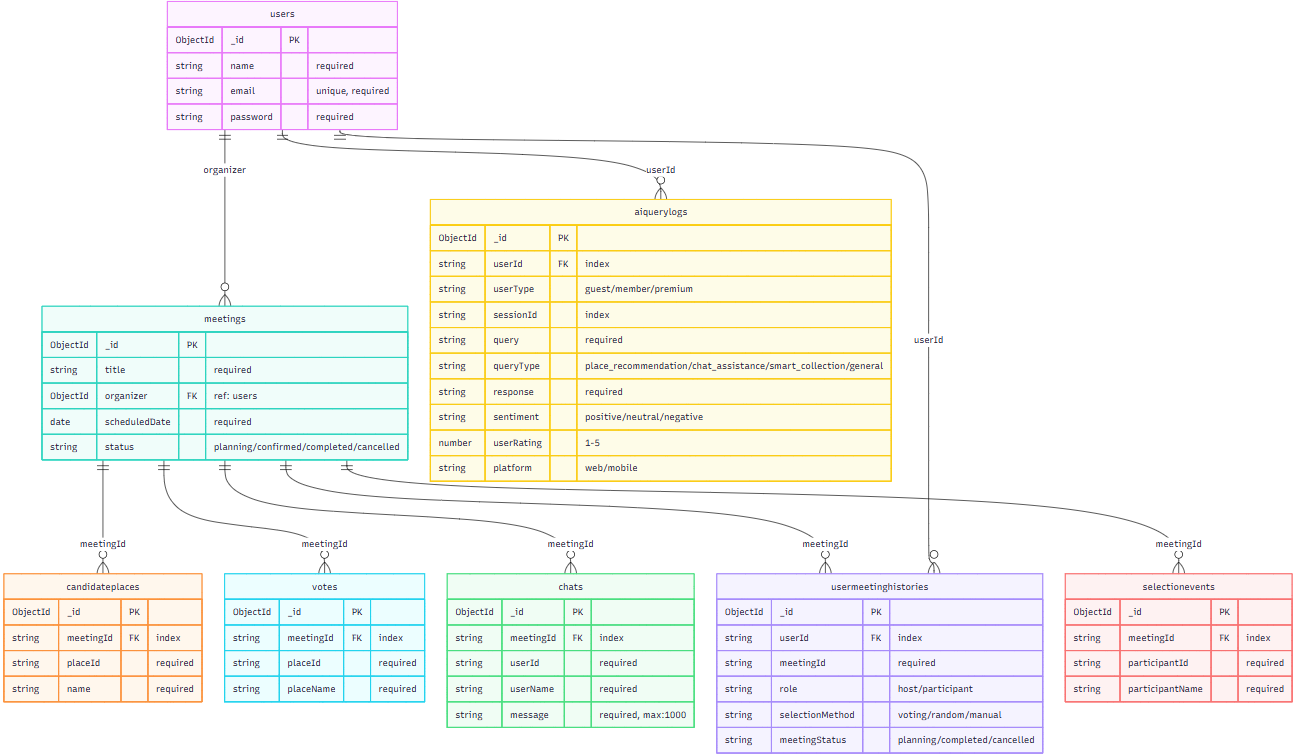 users
ObjectId _id PK
string name required
string email unique, required
string password required
organizer
userId
aiquerylogs
ObjectId _id PK
string userId FK index
string userType guest/member/premium
string sessionId index
string query required
string queryType place_recommendation/chat_assistance/smart_collection/general
string response required
string sentiment positive/neutral/negative
number userRating 1-5
string platform web/mobile
userId
meetings
ObjectId _id PK
string title required
ObjectId organizer FK ref: users
date scheduledDate required
string status planning/confirmed/completed/cancelled
meetingId
meetingId
meetingId
meetingId
meetingId
candidateplaces
ObjectId _id PK
string meetingId FK index
string placeId required
string name required
votes
ObjectId _id PK
string meetingId FK index
string placeId required
string placeName required
chats
ObjectId _id PK
string meetingId FK index
string userId required
string userName required
string message required, max:1000
usermeetinghistories
ObjectId _id PK
string userId FK index
string meetingId required
string role host/participant
string selectionMethod voting/random/manual
string meetingStatus planning/completed/cancelled
selectionevents
ObjectId _id PK
string meetingId FK index
string participantId required
string participantName required